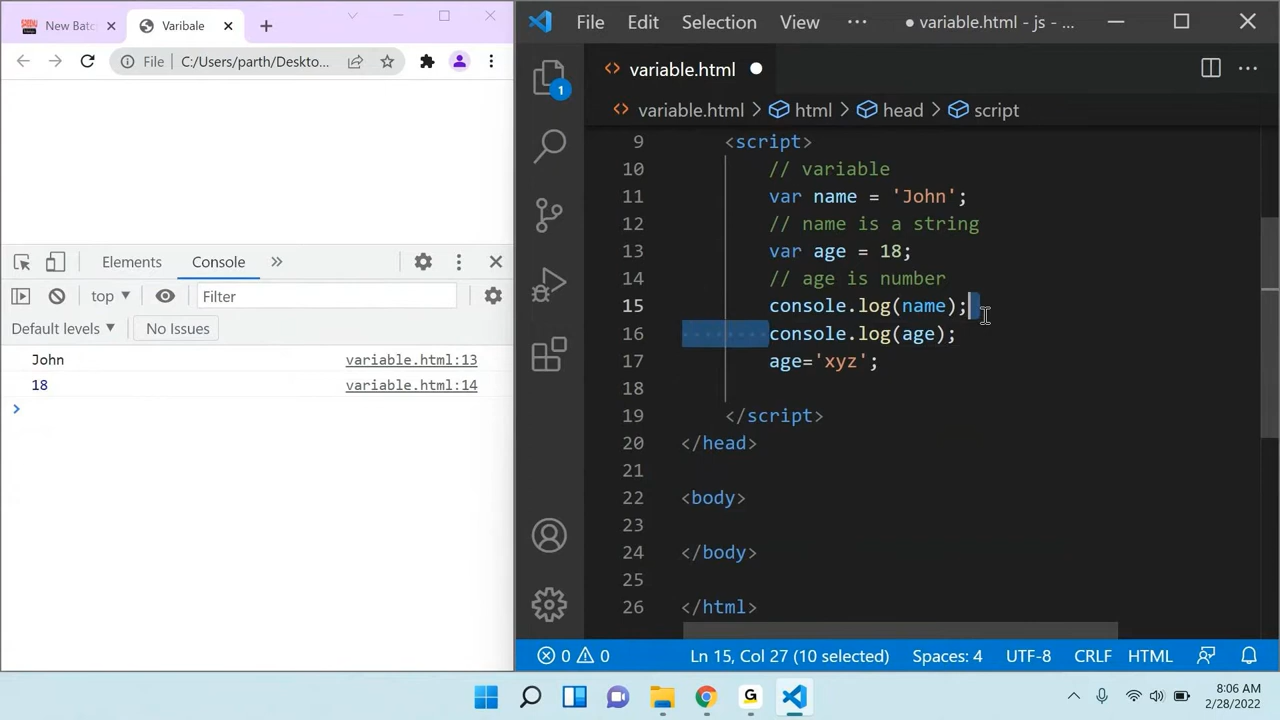 New Batc
Varibale
File C:/Users/parth/Deskto...
Elements Console
top Filter
Default levels No Issues
John variable.html:13
18 variable.html:14
File Edit Selection View ··· ● variable.html - js - ...
variable.html
variable.html > html > head > script
1
9 <script>
10 // variable
11 var name = 'John';
12 // name is a string
13 var age = 18;
14 // age is number
15 console.log(name);
16 console.log(age);
17 age='xyz';
18
19 </script>
20 </head>
21
22 <body>
23
24 </body>
25
26 </html>
0 0 Ln 15, Col 27 (10 selected) Spaces: 4 UTF-8 CRLF HTML
G
8:06 AM
2/28/2022